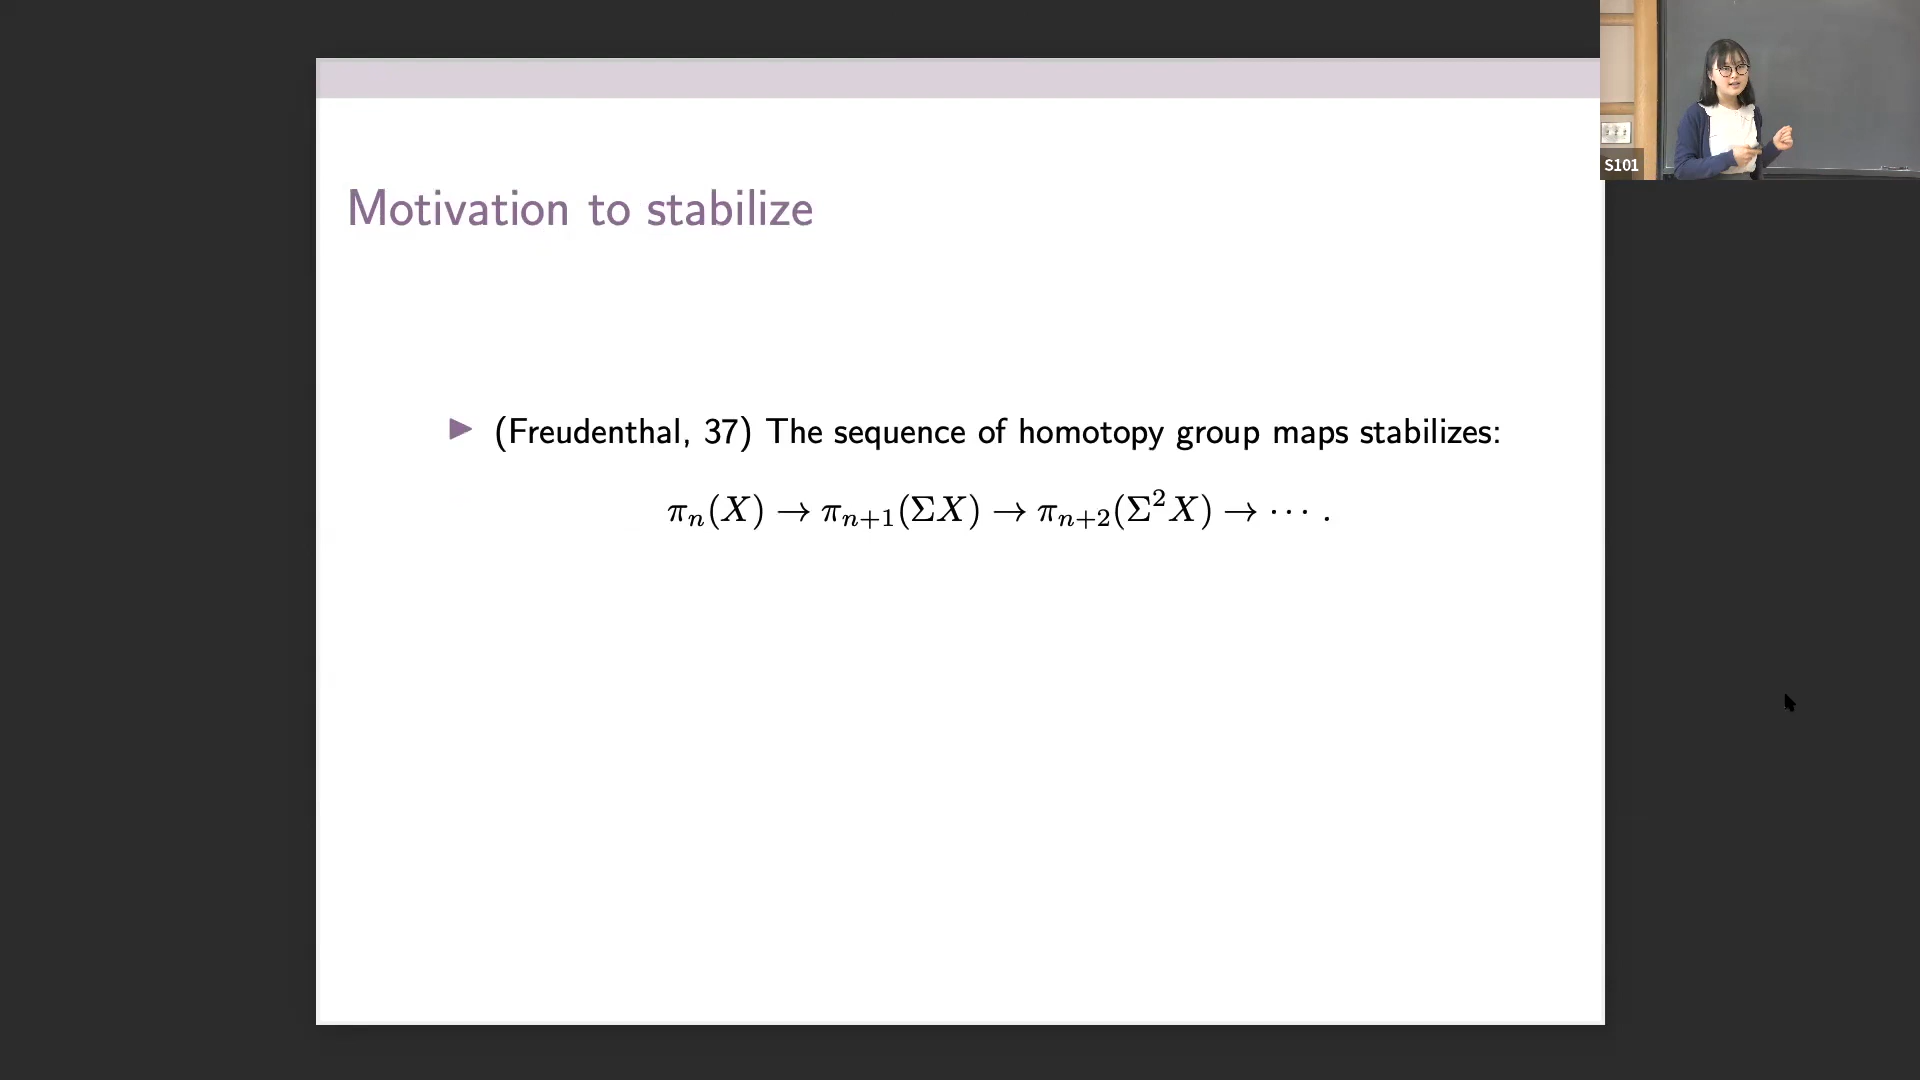 S101
Motivation to stabilize
▶ (Freudenthal, 37) The sequence of homotopy group maps stabilizes:
πₙ(X) → πₙ₊₁(ΣX) → πₙ₊₂(Σ²X) → ⋯ .